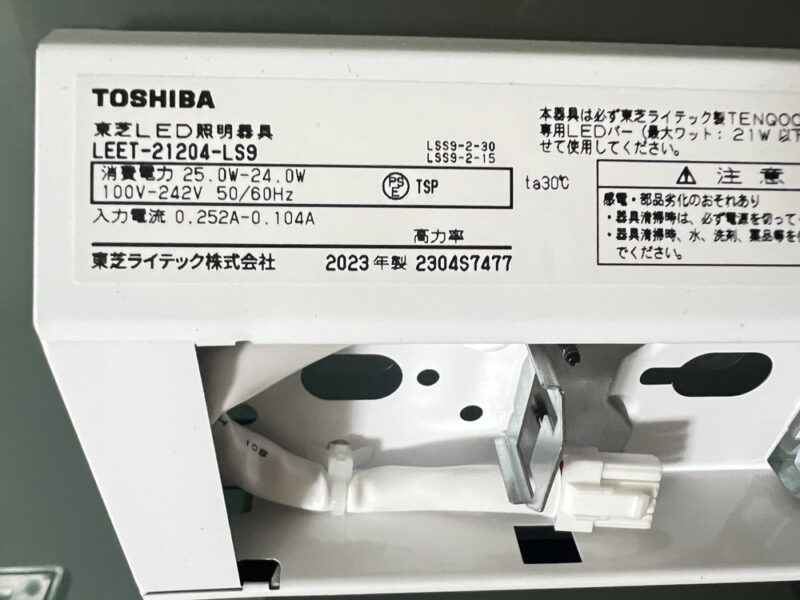 TOSHIBA
東芝LED照明器具
LEET-21204-LS9
LSS9-2-30
LSS9-2-15
消費電力 25.0W-24.0W
100V-242V 50/60Hz
PS
E
TSP
ta30℃
入力電流 0.252A-0.104A
高力率
東芝ライテック株式会社 2023年製 2304S7477
本器具は必ず東芝ライテック製TENQOO
専用LEDバー(最大ワット:21W以下
せて使用してください。
注意
感電・部品劣化のおそれあり
・器具清掃時は、必ず電源を切って
・器具清掃時、水、洗剤、薬品等を
でください。
105